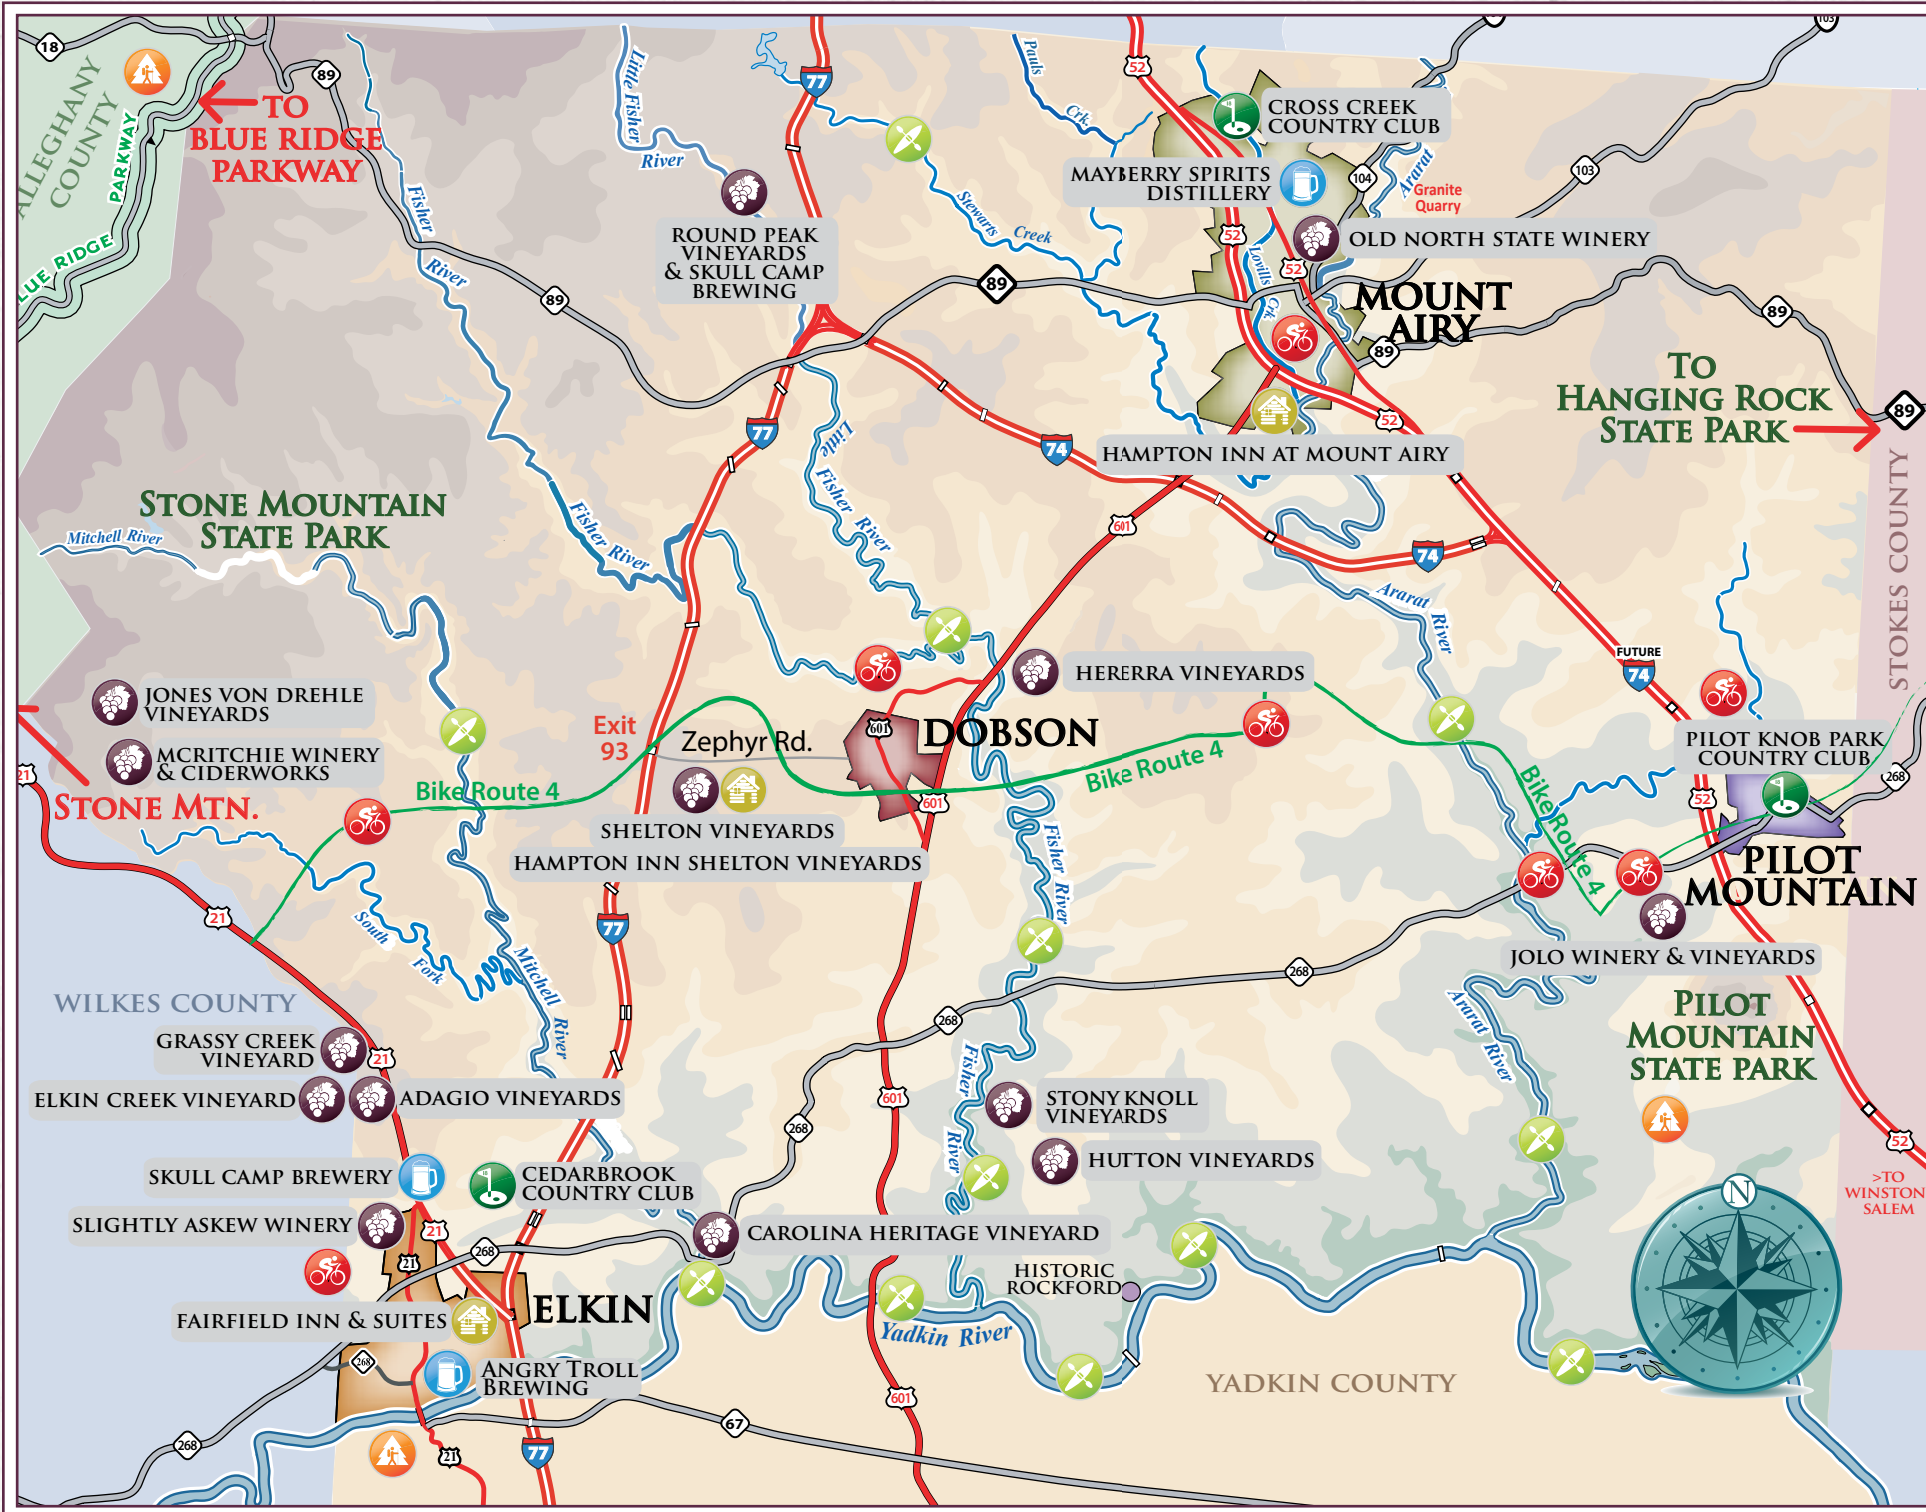 18
89
77
52
103
ALLEGHANY
COUNTY
PARKWAY
LUE RIDGE
TO
BLUE RIDGE
PARKWAY
Little Fisher
River
Pauls
Crk.
CROSS CREEK
COUNTRY CLUB
MAYBERRY SPIRITS
DISTILLERY
104
Ararat
103
Granite
Quarry
Fisher
River
ROUND PEAK
VINEYARDS
& SKULL CAMP
BREWING
Stewarts
Creek
52
52
Lovills
Crk.
OLD NORTH STATE WINERY
89
89
MOUNT
AIRY
89
89
TO
HANGING ROCK
STATE PARK
89
77
74
52
HAMPTON INN AT MOUNT AIRY
STOKES COUNTY
STONE MOUNTAIN
STATE PARK
Mitchell River
Fisher River
Little
Fisher
River
601
74
Ararat
River
FUTURE
74
JONES VON DREHLE
VINEYARDS
MCRITCHIE WINERY
& CIDERWORKS
21
STONE MTN.
HERERRA VINEYARDS
Exit
93
Zephyr Rd.
601
DOBSON
Bike Route 4
Bike Route 4
Bike Route 4
601
PILOT KNOB PARK
COUNTRY CLUB
268
52
SHELTON VINEYARDS
HAMPTON INN SHELTON VINEYARDS
Fisher River
PILOT
MOUNTAIN
21
South
Fork
77
Mitchell
River
268
JOLO WINERY & VINEYARDS
WILKES COUNTY
268
Ararat River
PILOT
MOUNTAIN
STATE PARK
GRASSY CREEK
VINEYARD
21
ELKIN CREEK VINEYARD
ADAGIO VINEYARDS
601
268
Fisher
River
STONY KNOLL
VINEYARDS
HUTTON VINEYARDS
52
>TO
WINSTON
SALEM
SKULL CAMP BREWERY
CEDARBROOK
COUNTRY CLUB
SLIGHTLY ASKEW WINERY
21
CAROLINA HERITAGE VINEYARD
N
21
268
HISTORIC
ROCKFORD
FAIRFIELD INN & SUITES
ELKIN
Yadkin River
268
ANGRY TROLL
BREWING
YADKIN COUNTY
601
67
268
21
77